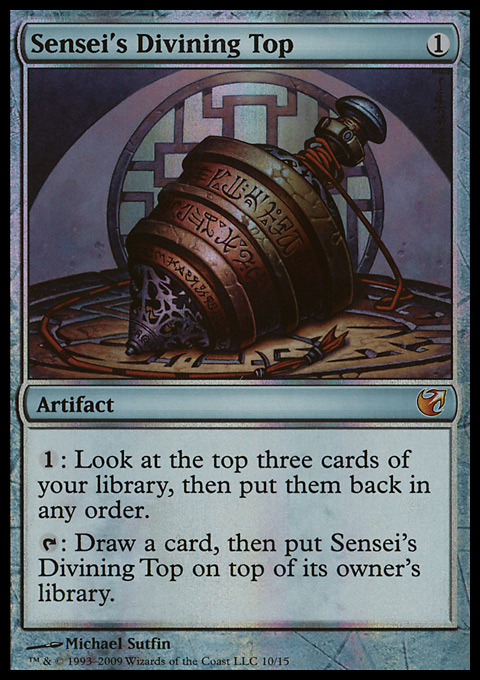 Sensei's Divining Top 1
Artifact
1: Look at the top three cards of
your library, then put them back in
any order.
: Draw a card, then put Sensei's
Divining Top on top of its owner's
library.
Michael Sutfin
™ & © 1993–2009 Wizards of the Coast LLC 10/15